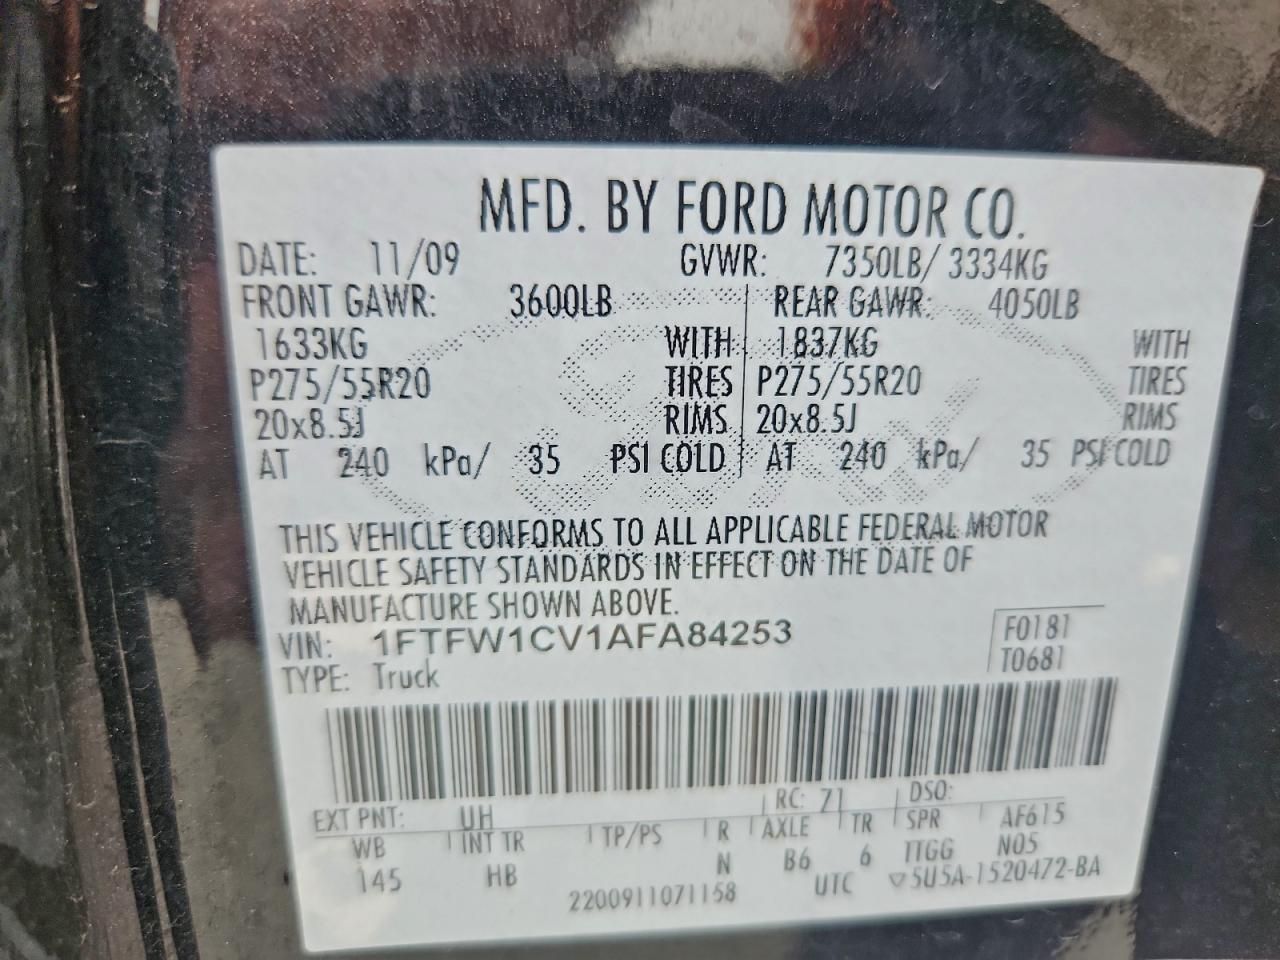 MFD. BY FORD MOTOR CO.
DATE: 11/09 GVWR: 7350LB/ 3334KG
FRONT GAWR: 3600LB REAR GAWR: 4050LB
1633KG WITH 1837KG WITH
P275/55R20 TIRES P275/55R20 TIRES
20x8.5J RIMS 20x8.5J RIMS
AT 240 kPa/ 35 PSI COLD AT 240 kPa/ 35 PSI COLD
THIS VEHICLE CONFORMS TO ALL APPLICABLE FEDERAL MOTOR
VEHICLE SAFETY STANDARDS IN EFFECT ON THE DATE OF
MANUFACTURE SHOWN ABOVE.
VIN: 1FTFW1CV1AFA84253 F0181
TYPE: Truck T0681
EXT PNT: UH RC: 71 DSO:
WB INT TR TP/PS R AXLE TR SPR AF615
145 HB N B6 6 TTGG N05
2200911071158 UTC ▽5U5A-1520472-BA